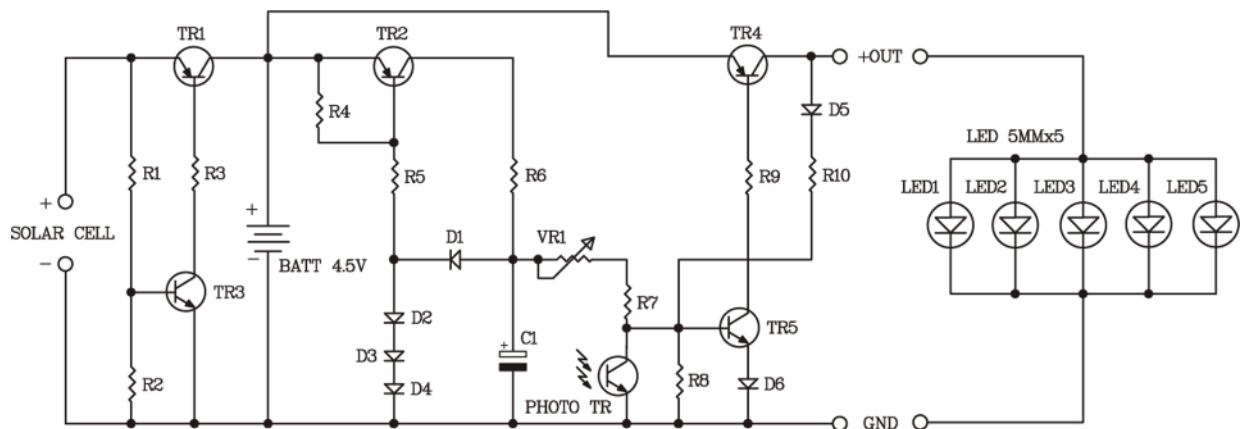 TR1
TR2
TR4
+OUT
D5
R4
LED 5MMx5
R1
R3
R5
R6
R9
R10
LED1
LED2
LED3
LED4
LED5
+
SOLAR CELL
-
+
-
BATT 4.5V
D1
VR1
TR3
R7
D2
TR5
+
C1
D3
R2
D4
R8
D6
PHOTO TR
GND